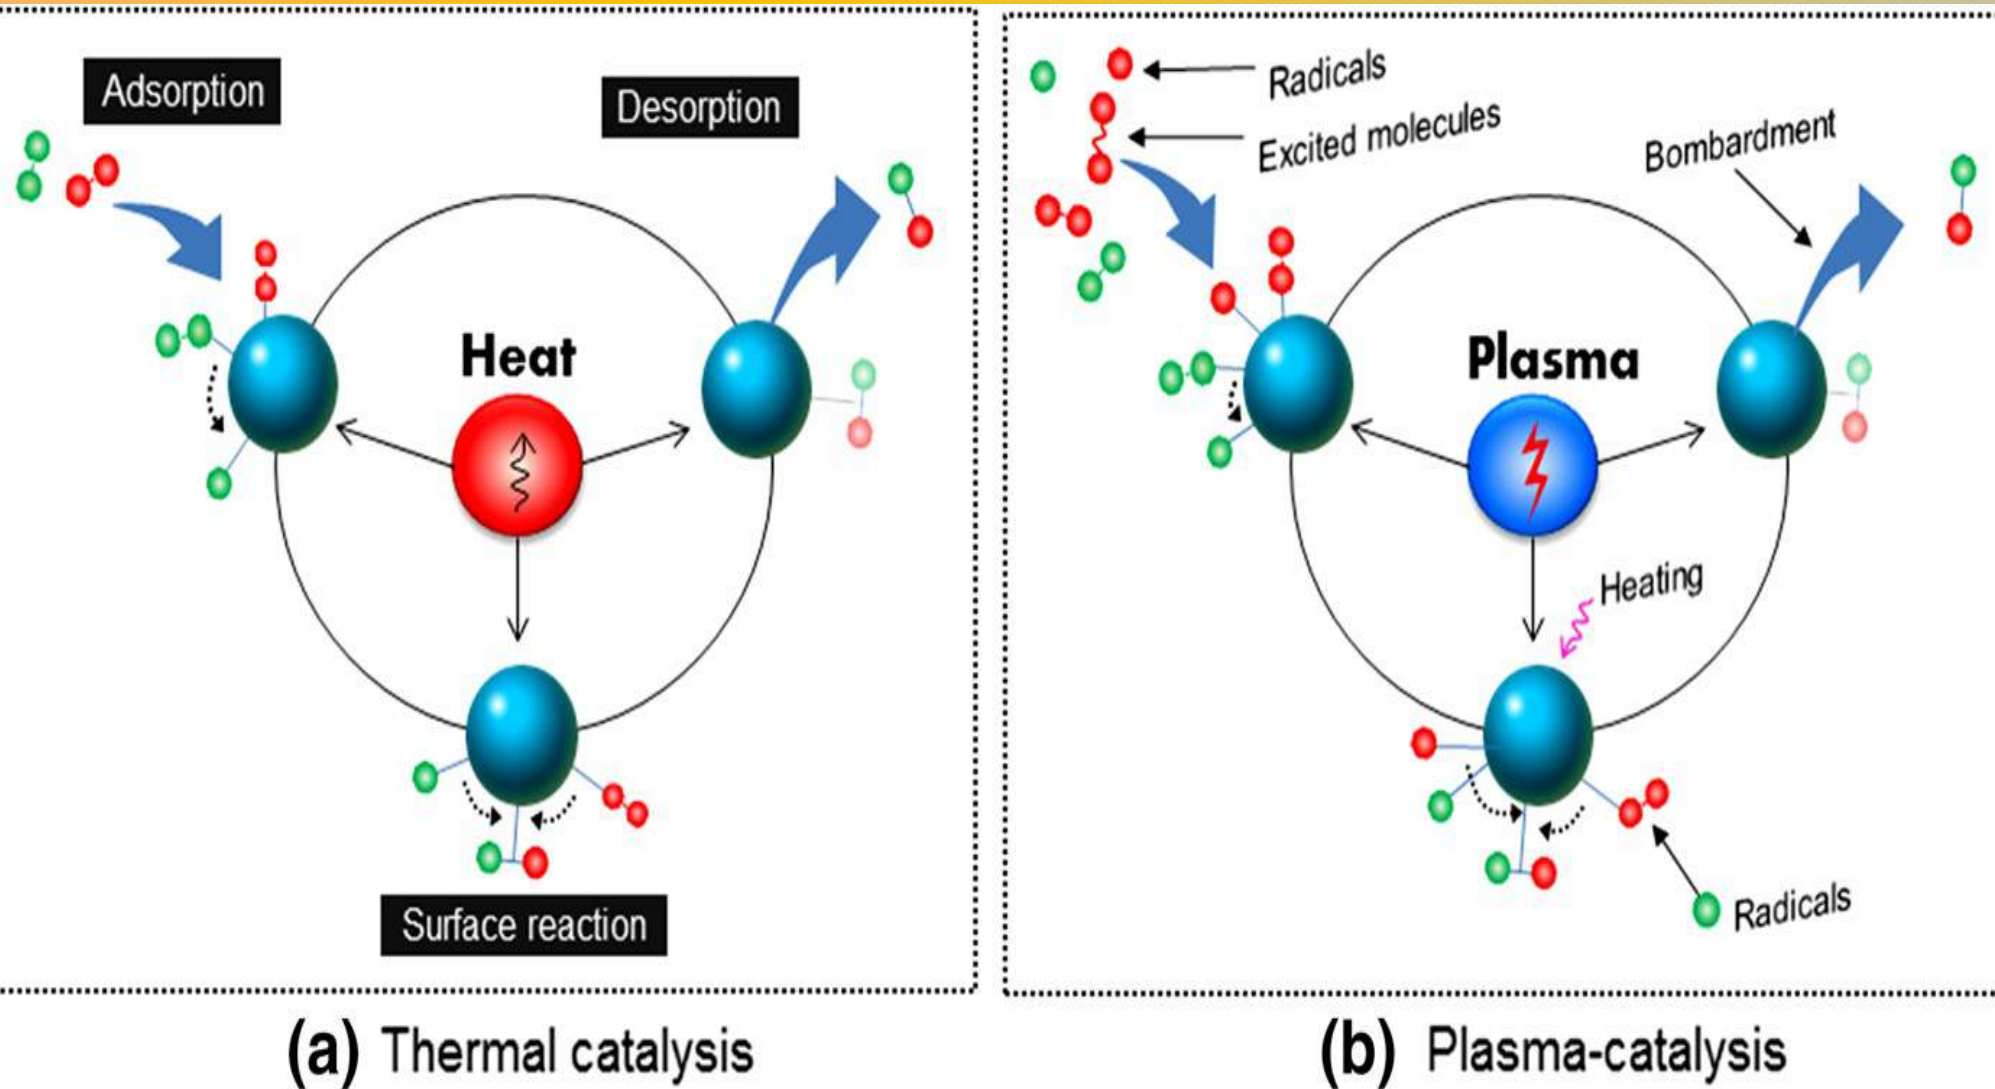 Adsorption
Desorption
Heat
Surface reaction
(a) Thermal catalysis
Radicals
Excited molecules
Bombardment
Plasma
Heating
Radicals
(b) Plasma-catalysis